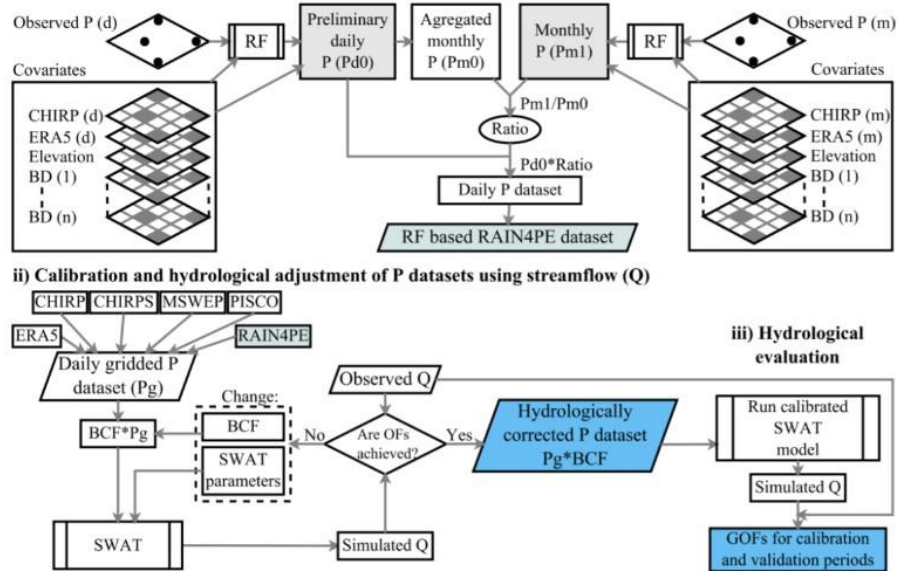 Observed P (d)
RF
Preliminary
daily
P (Pd0)
Agregated
monthly
P (Pm0)
Monthly
P (Pm1)
RF
Observed P (m)
Covariates
Covariates
Pm1/Pm0
CHIRP (d)
ERA5 (d)
Elevation
BD (1)
BD (n)
Ratio
Pd0*Ratio
Daily P dataset
RF based RAIN4PE dataset
CHIRP (m)
ERA5 (m)
Elevation
BD (1)
BD (n)
ii) Calibration and hydrological adjustment of P datasets using streamflow (Q)
CHIRP
CHIRPS
MSWEP
PISCO
ERA5
RAIN4PE
Daily gridded P
dataset (Pg)
BCF*Pg
SWAT
Change:
BCF
SWAT
parameters
No
Observed Q
Are OFs
achieved?
Yes
Simulated Q
Hydrologically
corrected P dataset
Pg*BCF
iii) Hydrological
evaluation
Run calibrated
SWAT
model
Simulated Q
GOFs for calibration
and validation periods